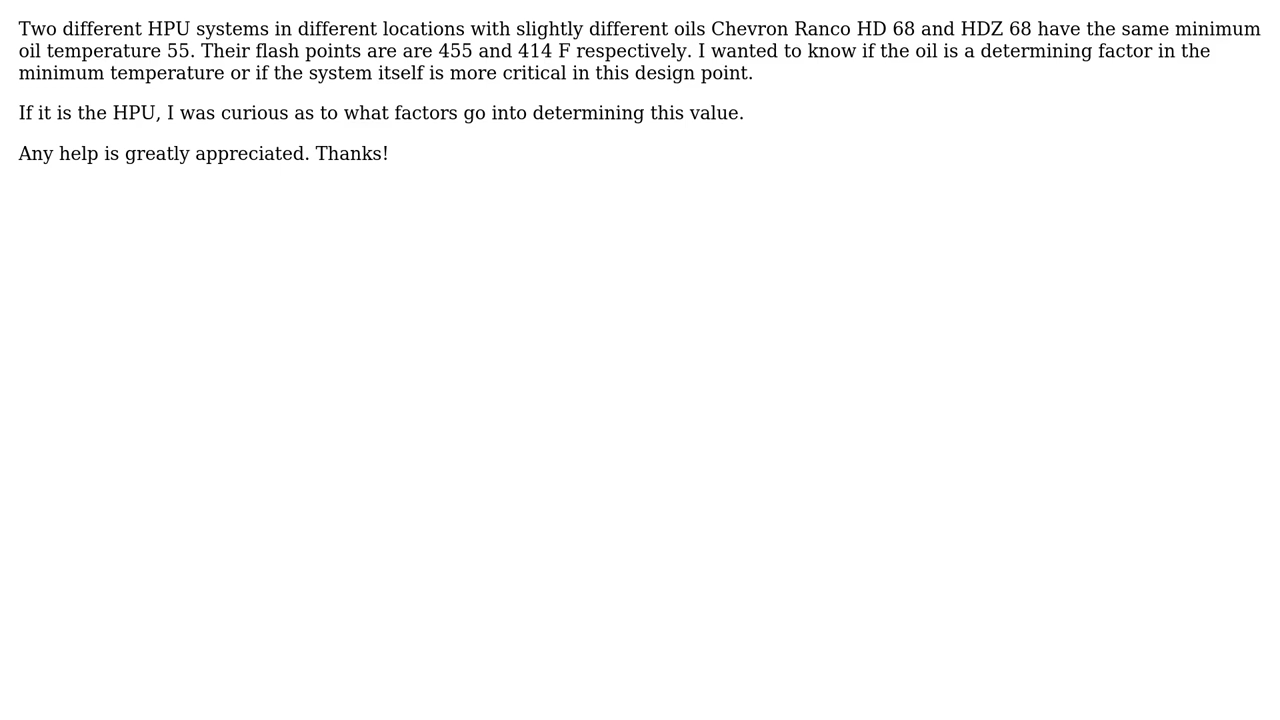 Two different HPU systems in different locations with slightly different oils Chevron Ranco HD 68 and HDZ 68 have the same minimum
oil temperature 55. Their flash points are are 455 and 414 F respectively. I wanted to know if the oil is a determining factor in the
minimum temperature or if the system itself is more critical in this design point.
If it is the HPU, I was curious as to what factors go into determining this value.
Any help is greatly appreciated. Thanks!